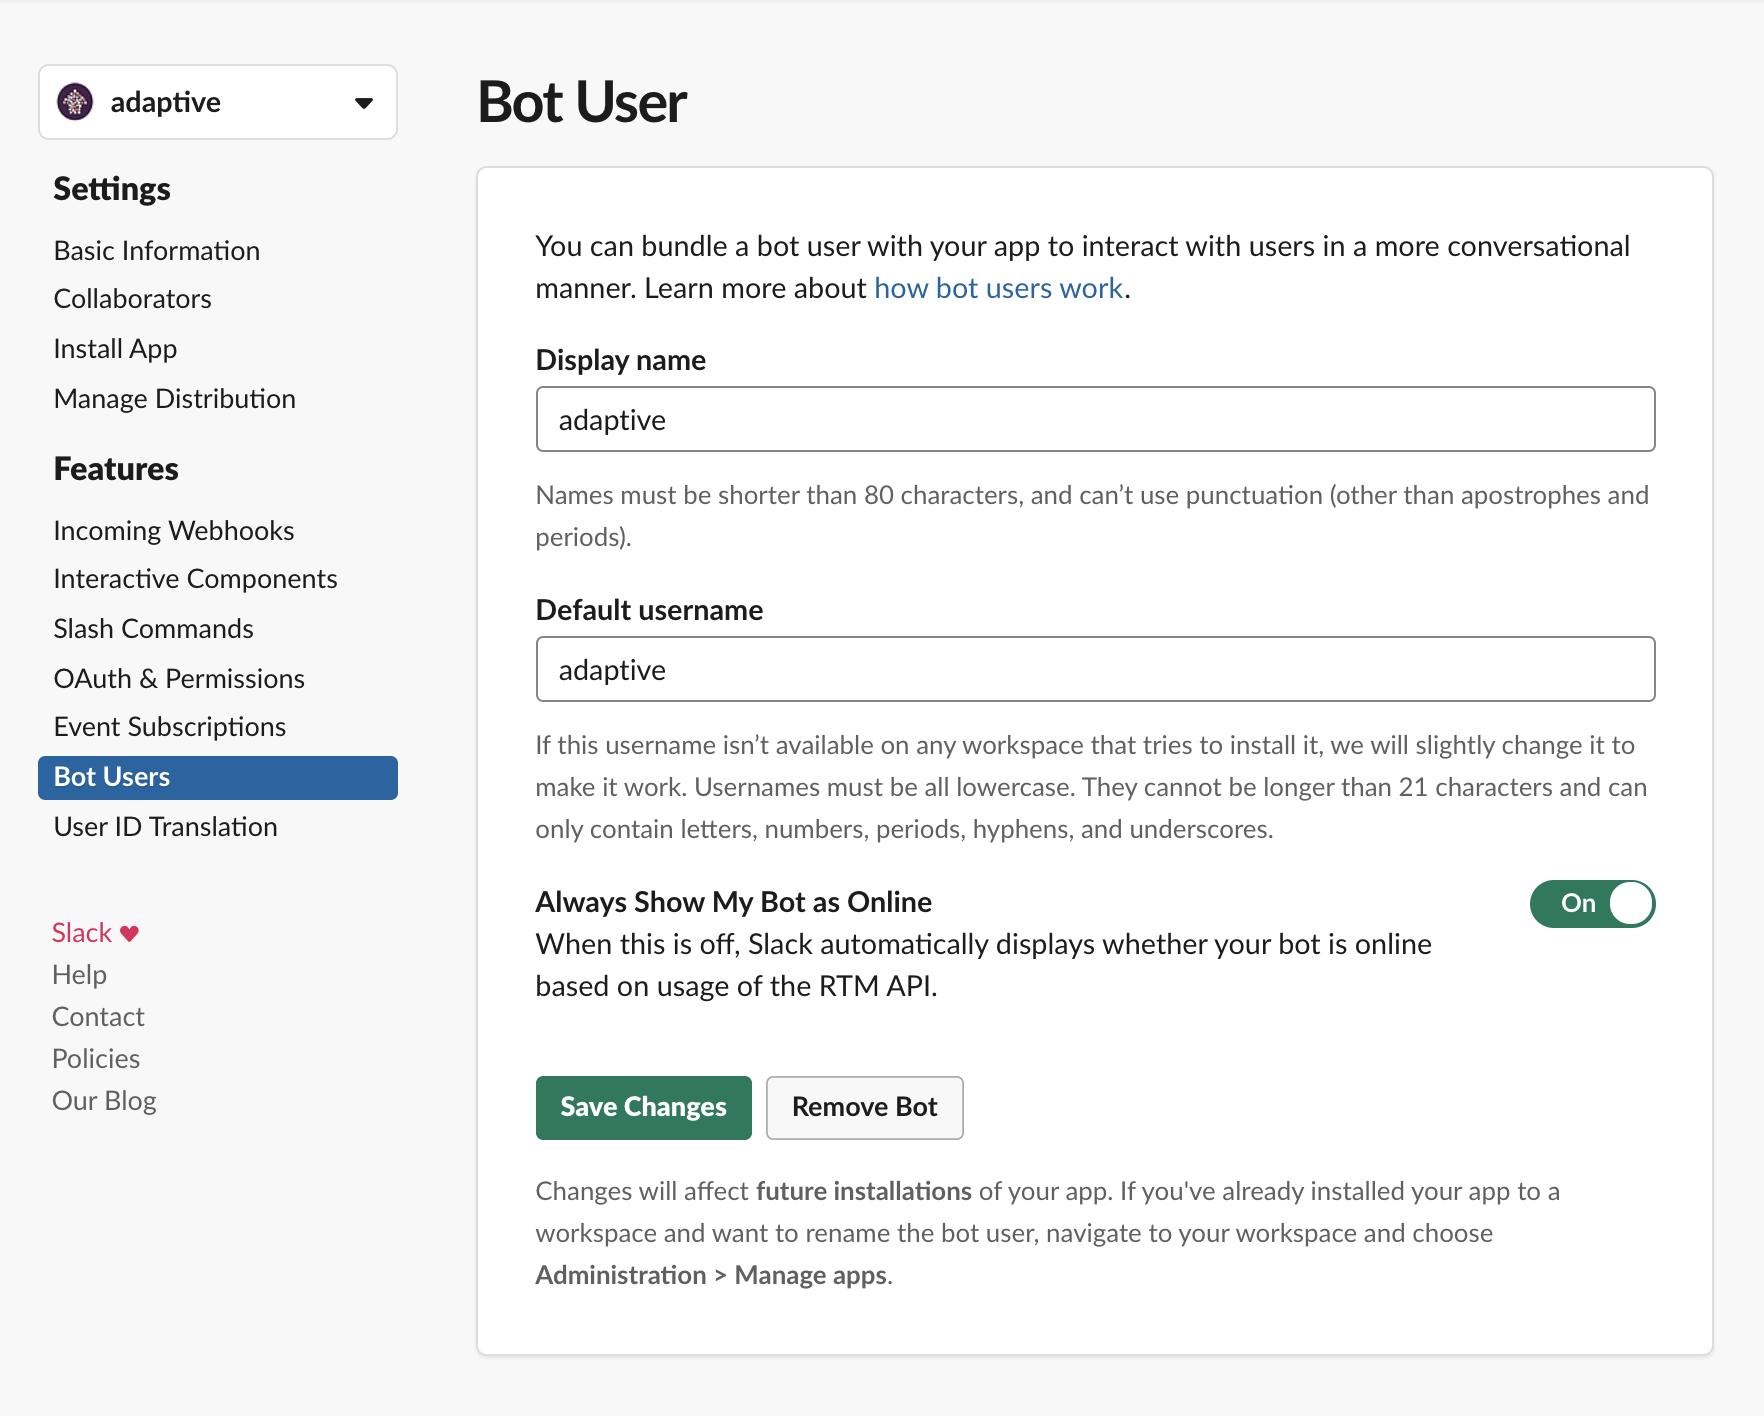 adaptive
Settings
Basic Information
Collaborators
Install App
Manage Distribution
Features
Incoming Webhooks
Interactive Components
Slash Commands
OAuth & Permissions
Event Subscriptions
Bot Users
User ID Translation
Slack ♥
Help
Contact
Policies
Our Blog
Bot User
You can bundle a bot user with your app to interact with users in a more conversational
manner. Learn more about how bot users work.
Display name
adaptive
Names must be shorter than 80 characters, and can’t use punctuation (other than apostrophes and
periods).
Default username
adaptive
If this username isn’t available on any workspace that tries to install it, we will slightly change it to
make it work. Usernames must be all lowercase. They cannot be longer than 21 characters and can
only contain letters, numbers, periods, hyphens, and underscores.
Always Show My Bot as Online
On
When this is off, Slack automatically displays whether your bot is online
based on usage of the RTM API.
Save Changes
Remove Bot
Changes will affect future installations of your app. If you've already installed your app to a
workspace and want to rename the bot user, navigate to your workspace and choose
Administration > Manage apps.